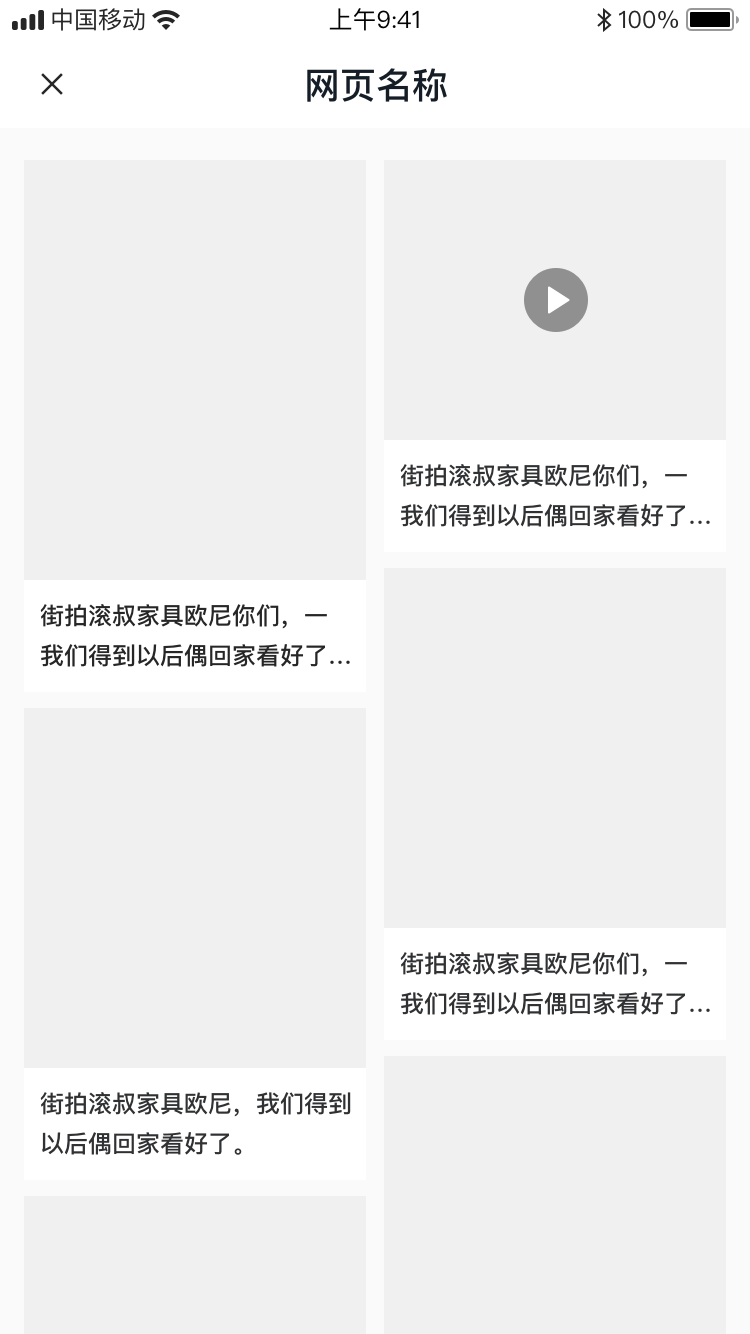 中国移动
上午9:41
100%
网页名称
街拍滚叔家具欧尼你们，一
我们得到以后偶回家看好了...
街拍滚叔家具欧尼，我们得到
以后偶回家看好了。
街拍滚叔家具欧尼你们，一
我们得到以后偶回家看好了...
街拍滚叔家具欧尼你们，一
我们得到以后偶回家看好了...